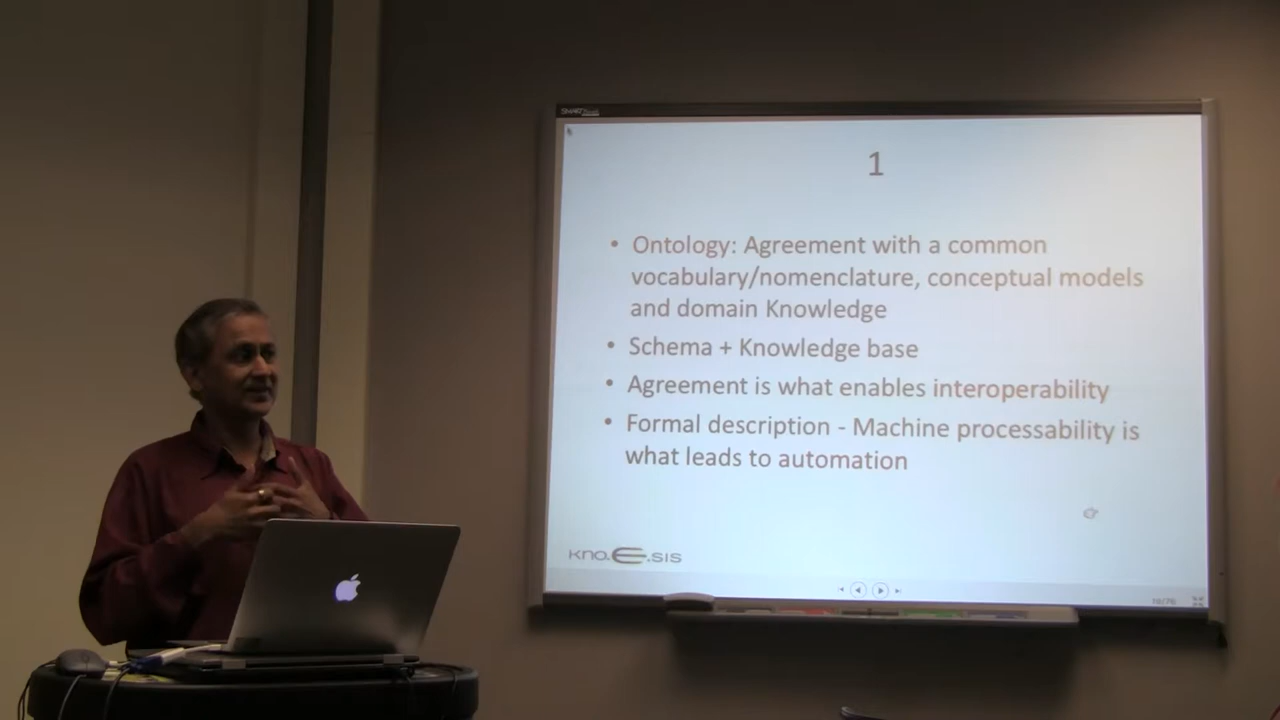 SMART
1
• Ontology: Agreement with a common
vocabulary/nomenclature, conceptual models
and domain Knowledge
• Schema + Knowledge base
• Agreement is what enables interoperability
• Formal description - Machine processability is
what leads to automation
kno.e.sis